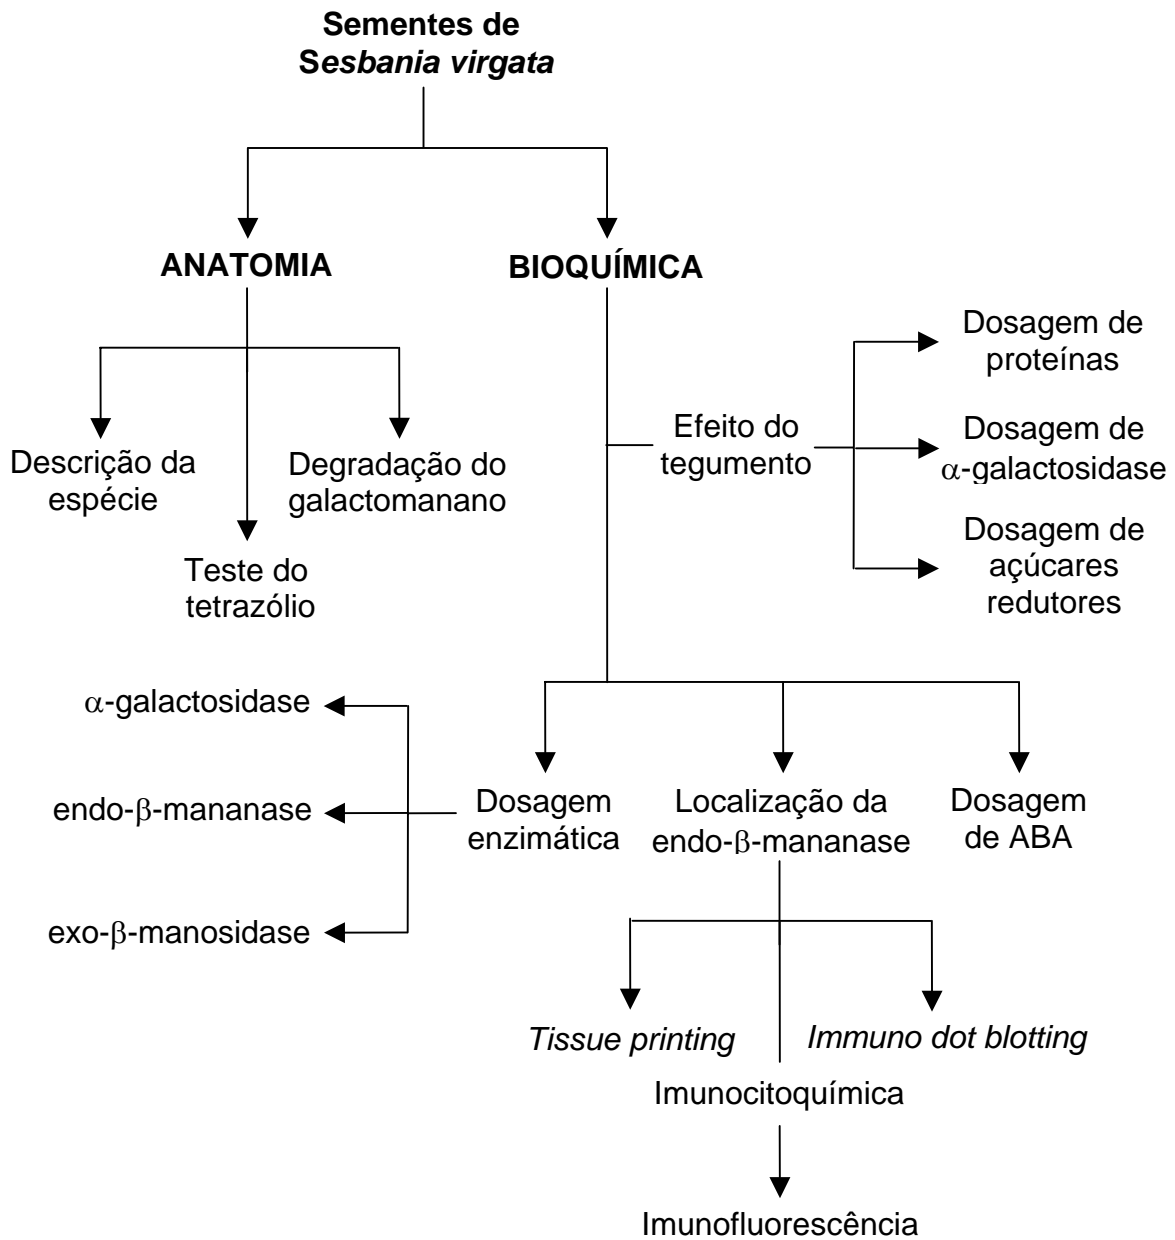 Sementes de
Sesbania virgata
ANATOMIA
BIOQUÍMICA
Dosagem de
proteínas
Efeito do
tegumento
Dosagem de
α-galactosidase
Dosagem de
açúcares
redutores
Descrição da
espécie
Degradação do
galactomanano
Teste do
tetrazólio
α-galactosidase
endo-β-mananase
exo-β-manosidase
Dosagem
enzimática
Localização da
endo-β-mananase
Dosagem
de ABA
Tissue printing
Immuno dot blotting
Imunocitoquímica
Imunofluorescência